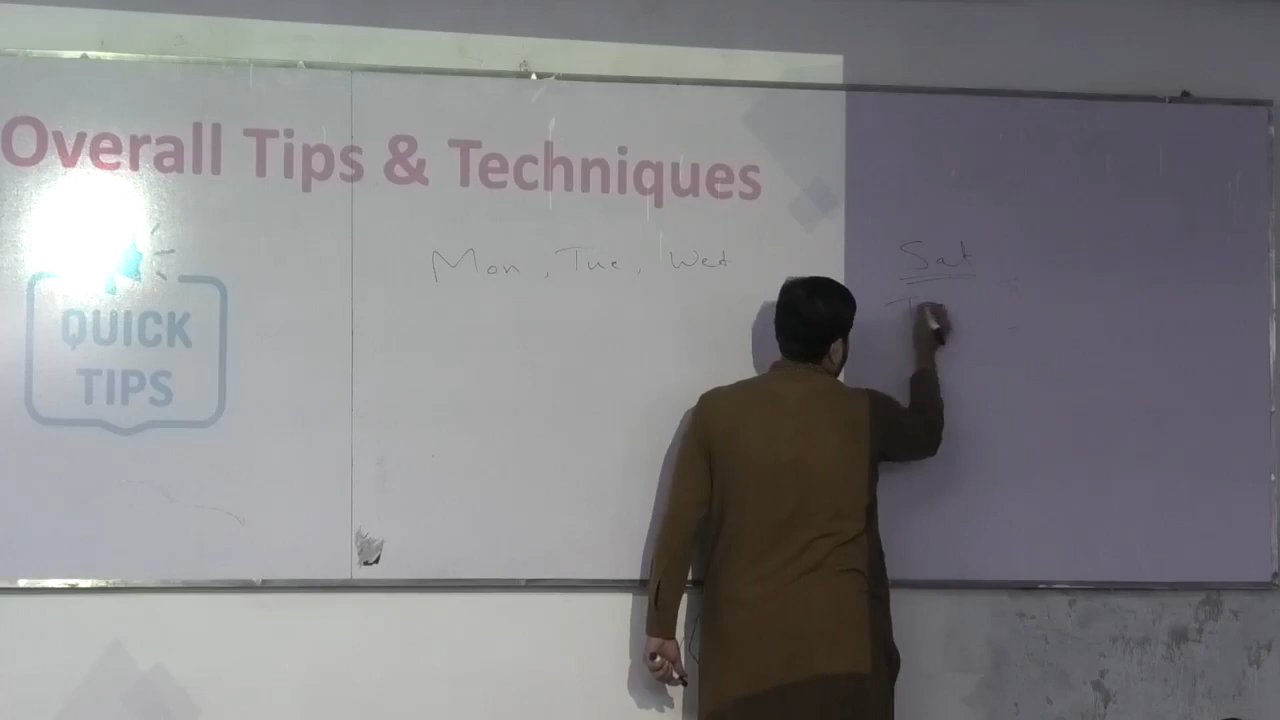 Overall Tips & Techniques
Mon, Tue, Wed
Sat
QUICK
TIPS